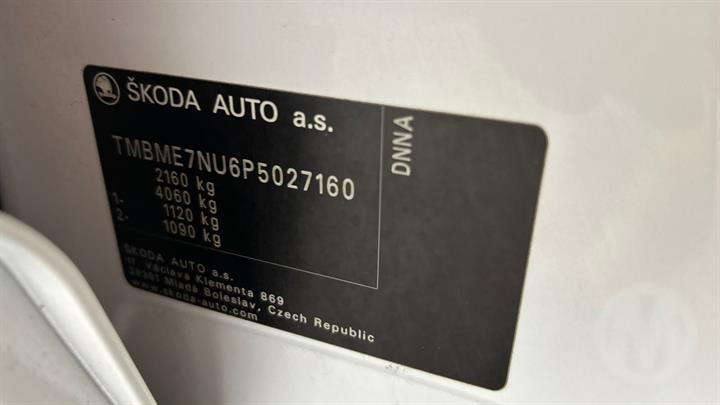 ŠKODA AUTO a.s.
TMBME7NU6P5027160
2160 kg
4060 kg
1- 1120 kg
2- 1090 kg
DNNA
ŠKODA AUTO a.s.
tř. Václava Klementa 869
29301 Mladá Boleslav, Czech Republic
www.skoda-auto.com
M